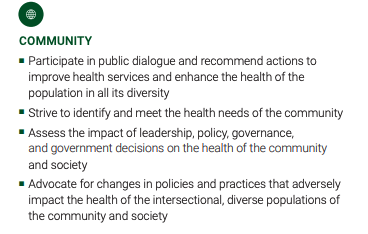 COMMUNITY
Participate in public dialogue and recommend actions to
improve health services and enhance the health of the
population in all its diversity
Strive to identify and meet the health needs of the community
Assess the impact of leadership, policy, governance,
and government decisions on the health of the community
and society
Advocate for changes in policies and practices that adversely
impact the health of the intersectional, diverse populations of
the community and society